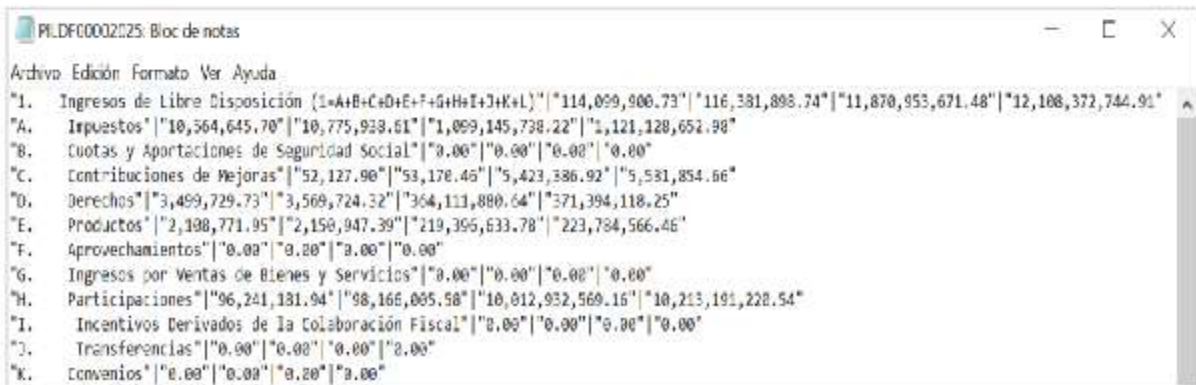 PILDF00002025: Bloc de notas
Archivo Edición Formato Ver Ayuda
"1. Ingresos de Libre Disposición (1=A+B+C+D+E+F+G+H+I+J+K+L)"|"114,099,900.73"|"116,381,898.74"|"11,870,953,671.48"|"12,108,372,744.91"
"A. Impuestos"|"10,564,645.70"|"10,775,938.61"|"1,099,145,738.22"|"1,121,128,652.98"
"B. Cuotas y Aportaciones de Seguridad Social"|"0.00"|"0.00"|"0.00"|"0.00"
"C. Contribuciones de Mejoras"|"52,127.90"|"53,170.46"|"5,423,386.92"|"5,531,854.66"
"D. Derechos"|"3,499,729.73"|"3,569,724.32"|"364,111,880.64"|"371,394,118.25"
"E. Productos"|"2,108,771.95"|"2,150,947.39"|"219,396,633.78"|"223,784,566.46"
"F. Aprovechamientos"|"0.00"|"0.00"|"0.00"|"0.00"
"G. Ingresos por Ventas de Bienes y Servicios"|"0.00"|"0.00"|"0.00"|"0.00"
"H. Participaciones"|"96,241,181.94"|"98,166,005.58"|"10,012,932,569.16"|"10,213,191,220.54"
"I. Incentivos Derivados de la Colaboración Fiscal"|"0.00"|"0.00"|"0.00"|"0.00"
"J. Transferencias"|"0.00"|"0.00"|"0.00"|"0.00"
"K. Convenios"|"0.00"|"0.00"|"0.00"|"0.00"